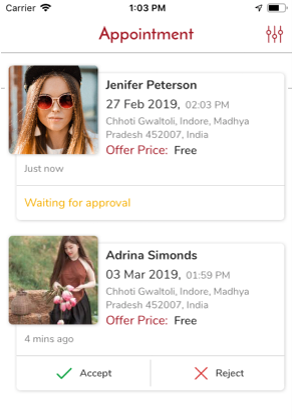 Carrier 1:03 PM
Appointment
Jenifer Peterson
27 Feb 2019, 02:03 PM
Chhoti Gwaltoli, Indore, Madhya
Pradesh 452007, India
Offer Price: Free
Just now
Waiting for approval
Adrina Simonds
03 Mar 2019, 01:59 PM
Chhoti Gwaltoli, Indore, Madhya
Pradesh 452007, India
Offer Price: Free
4 mins ago
Accept Reject